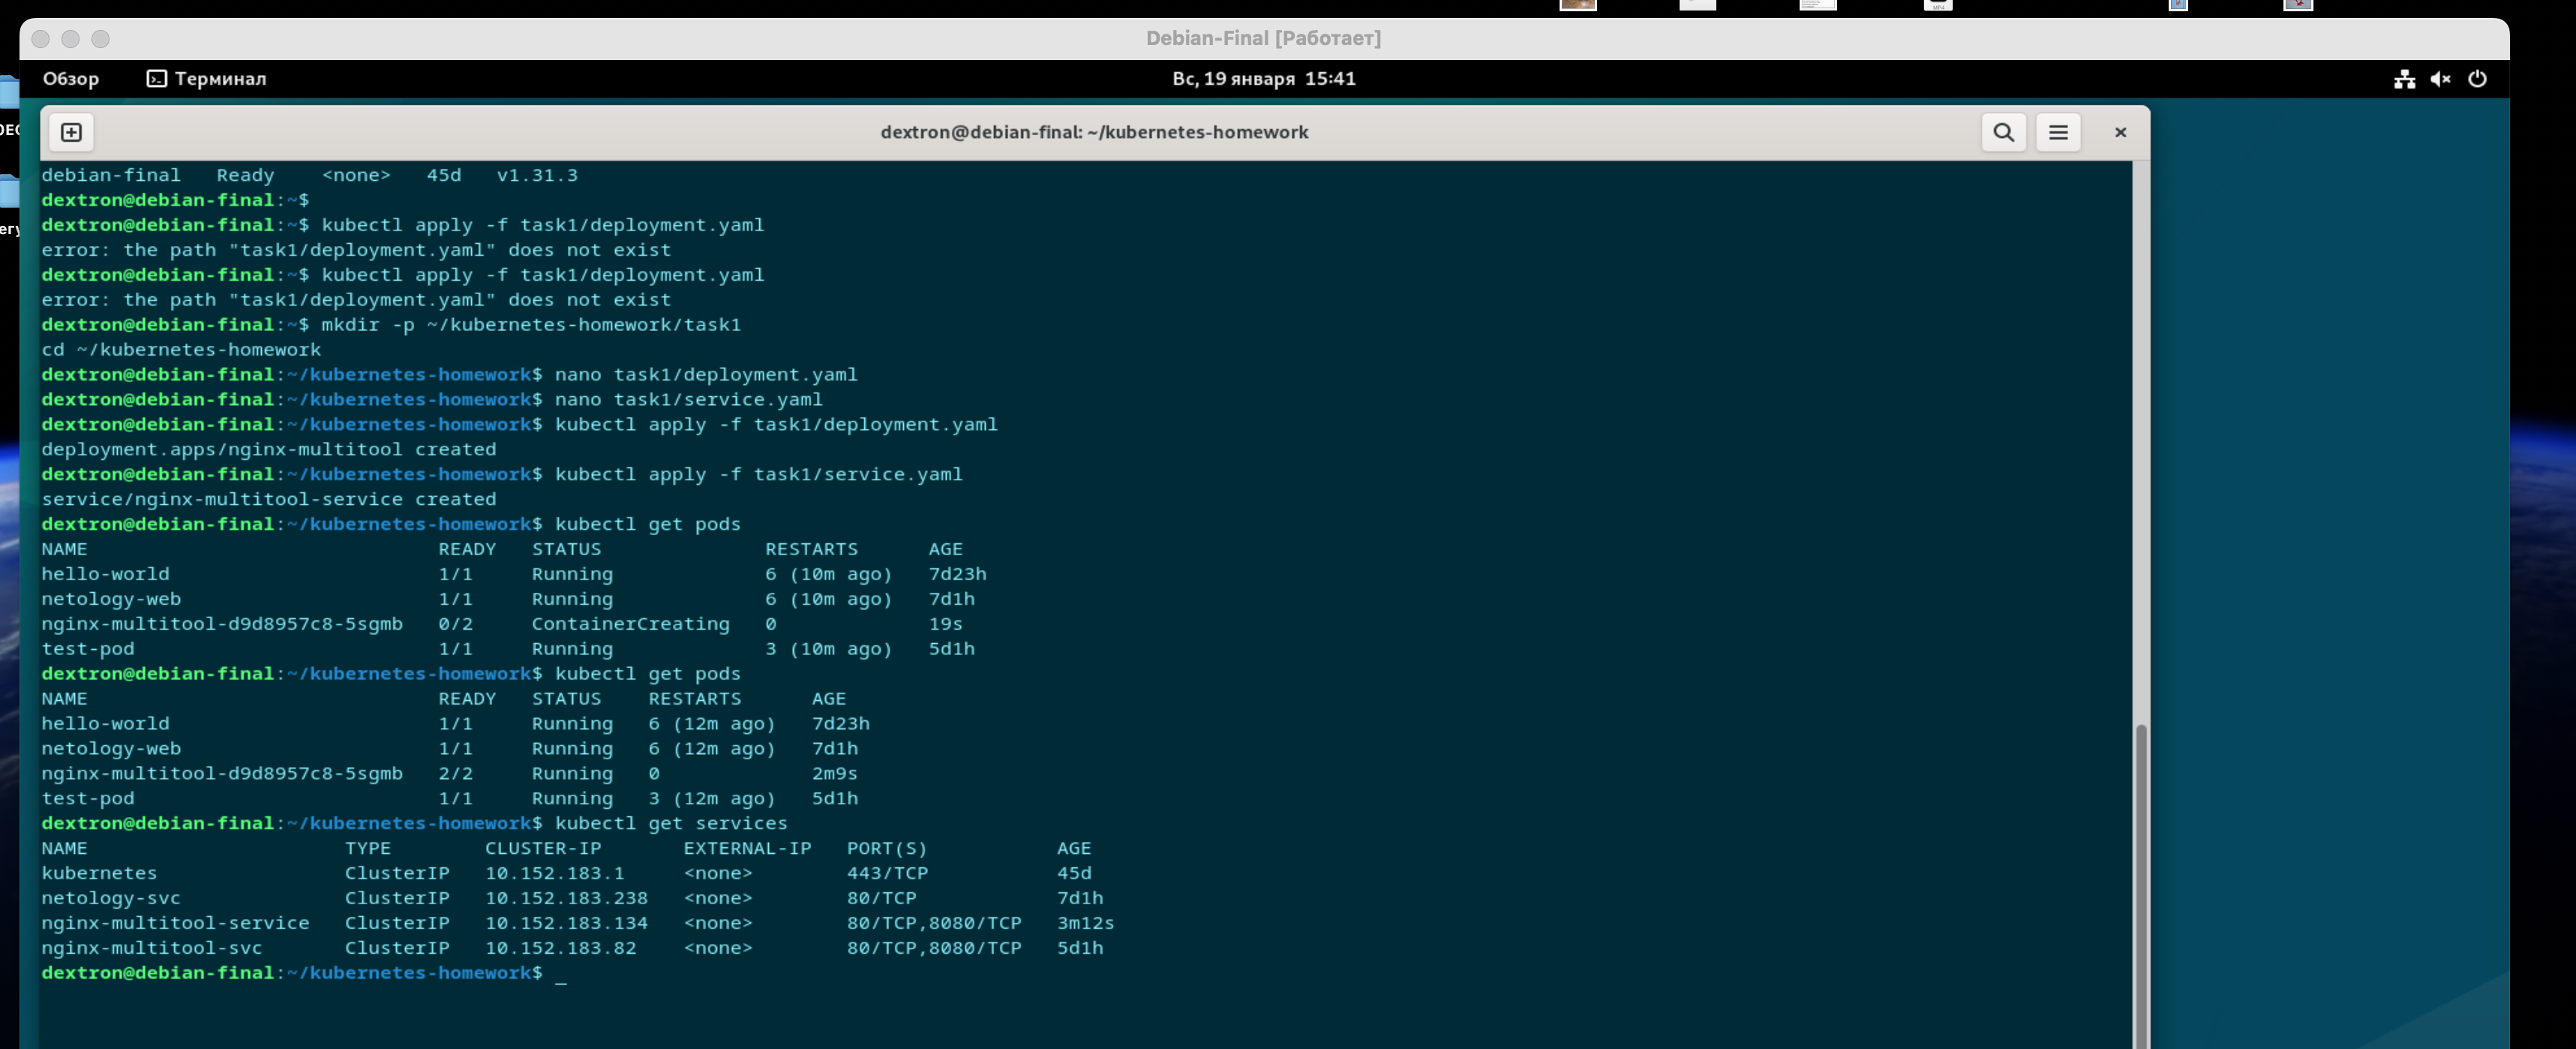 MP4
Debian-Final [Работает]
Обзор Терминал Вс, 19 января 15:41
dextron@debian-final: ~/kubernetes-homework
debian-final   Ready    <none>   45d   v1.31.3
dextron@debian-final:~$
dextron@debian-final:~$ kubectl apply -f task1/deployment.yaml
error: the path "task1/deployment.yaml" does not exist
dextron@debian-final:~$ kubectl apply -f task1/deployment.yaml
error: the path "task1/deployment.yaml" does not exist
dextron@debian-final:~$ mkdir -p ~/kubernetes-homework/task1
cd ~/kubernetes-homework
dextron@debian-final:~/kubernetes-homework$ nano task1/deployment.yaml
dextron@debian-final:~/kubernetes-homework$ nano task1/service.yaml
dextron@debian-final:~/kubernetes-homework$ kubectl apply -f task1/deployment.yaml
deployment.apps/nginx-multitool created
dextron@debian-final:~/kubernetes-homework$ kubectl apply -f task1/service.yaml
service/nginx-multitool-service created
dextron@debian-final:~/kubernetes-homework$ kubectl get pods
NAME                              READY   STATUS              RESTARTS      AGE
hello-world                       1/1     Running             6 (10m ago)   7d23h
netology-web                      1/1     Running             6 (10m ago)   7d1h
nginx-multitool-d9d8957c8-5sgmb   0/2     ContainerCreating   0             19s
test-pod                          1/1     Running             3 (10m ago)   5d1h
dextron@debian-final:~/kubernetes-homework$ kubectl get pods
NAME                              READY   STATUS    RESTARTS      AGE
hello-world                       1/1     Running   6 (12m ago)   7d23h
netology-web                      1/1     Running   6 (12m ago)   7d1h
nginx-multitool-d9d8957c8-5sgmb   2/2     Running   0             2m9s
test-pod                          1/1     Running   3 (12m ago)   5d1h
dextron@debian-final:~/kubernetes-homework$ kubectl get services
NAME                      TYPE        CLUSTER-IP       EXTERNAL-IP   PORT(S)           AGE
kubernetes                ClusterIP   10.152.183.1     <none>        443/TCP           45d
netology-svc              ClusterIP   10.152.183.238   <none>        80/TCP            7d1h
nginx-multitool-service   ClusterIP   10.152.183.134   <none>        80/TCP,8080/TCP   3m12s
nginx-multitool-svc       ClusterIP   10.152.183.82    <none>        80/TCP,8080/TCP   5d1h
dextron@debian-final:~/kubernetes-homework$ _